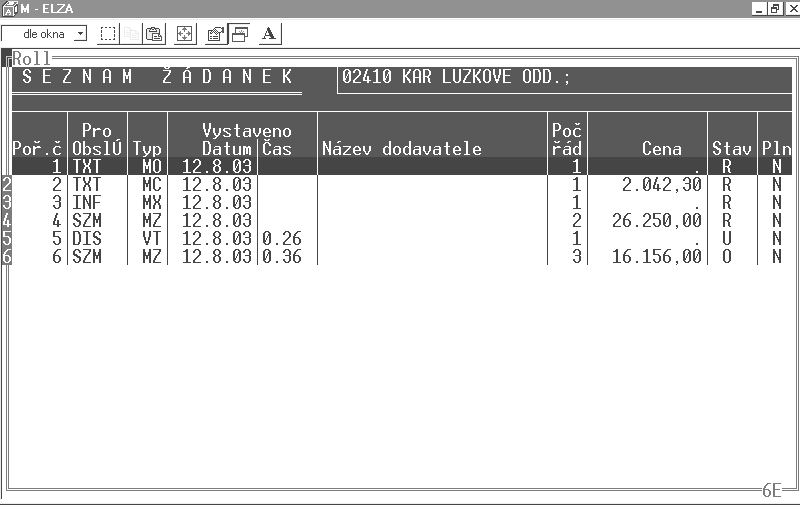 M - ELZA
dle okna
A
Roll
S E Z N A M   Ž Á D A N E K   02410 KAR LUZKOVE ODD.;
Pro   Vystaveno   Poč
Poř.č   ObslÚ   Typ   Datum   Čas   Název dodavatele   řád   Cena   Stav   Pln
1   TXT   MO   12.8.03   1   .   R   N
2   2   TXT   MC   12.8.03   1   2.042,30   R   N
3   3   INF   MX   12.8.03   1   .   R   N
4   4   SZM   MZ   12.8.03   2   26.250,00   R   N
5   5   DIS   VT   12.8.03   0.26   1   .   U   N
6   6   SZM   MZ   12.8.03   0.36   3   16.156,00   O   N
6E